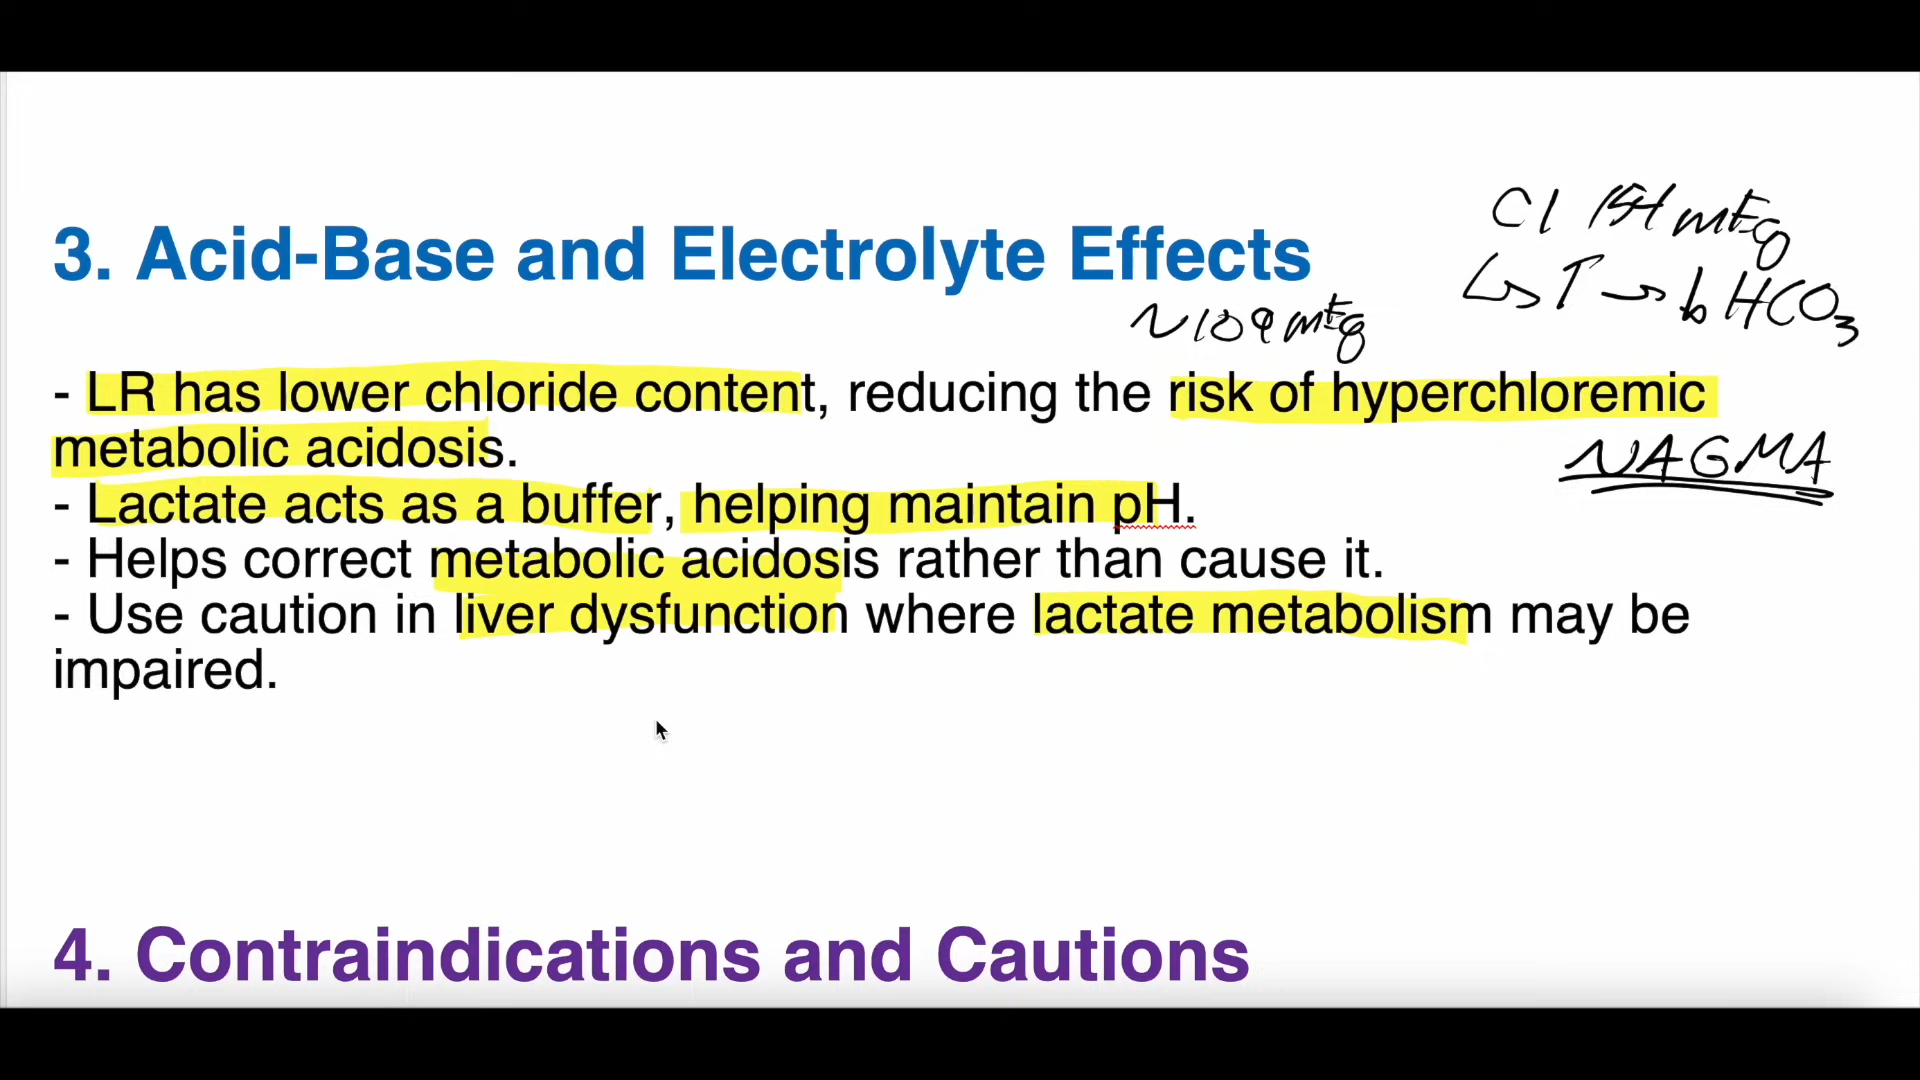 3. Acid-Base and Electrolyte Effects
Cl 154 mEq
↳ ↑ → ↓ HCO3
~109 mEq
- LR has lower chloride content, reducing the risk of hyperchloremic
metabolic acidosis.
NAGMA
- Lactate acts as a buffer, helping maintain pH.
- Helps correct metabolic acidosis rather than cause it.
- Use caution in liver dysfunction where lactate metabolism may be
impaired.
4. Contraindications and Cautions